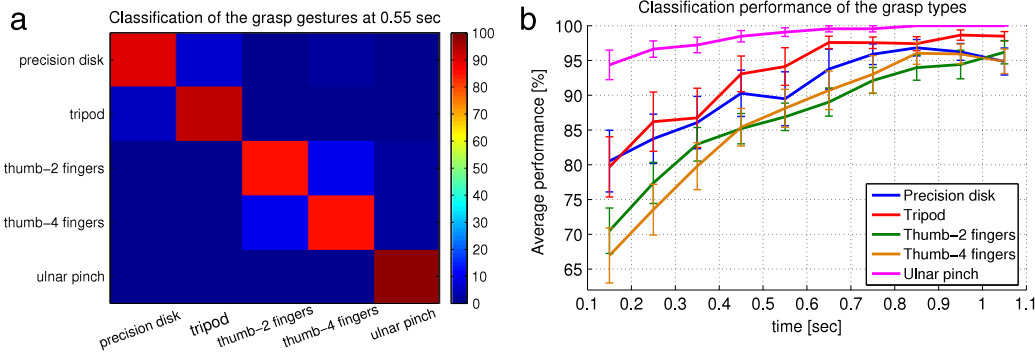 a
Classification of the grasp gestures at 0.55 sec
precision disk
tripod
thumb-2 fingers
thumb-4 fingers
ulnar pinch
precision disk
tripod
thumb-2 fingers
thumb-4 fingers
ulnar pinch
100
90
80
70
60
50
40
30
20
10
0
b
Classification performance of the grasp types
Average performance [%]
100
95
90
85
80
75
70
65
0.1 0.2 0.3 0.4 0.5 0.6 0.7 0.8 0.9 1.0 1.1
time [sec]
Precision disk
Tripod
Thumb-2 fingers
Thumb-4 fingers
Ulnar pinch